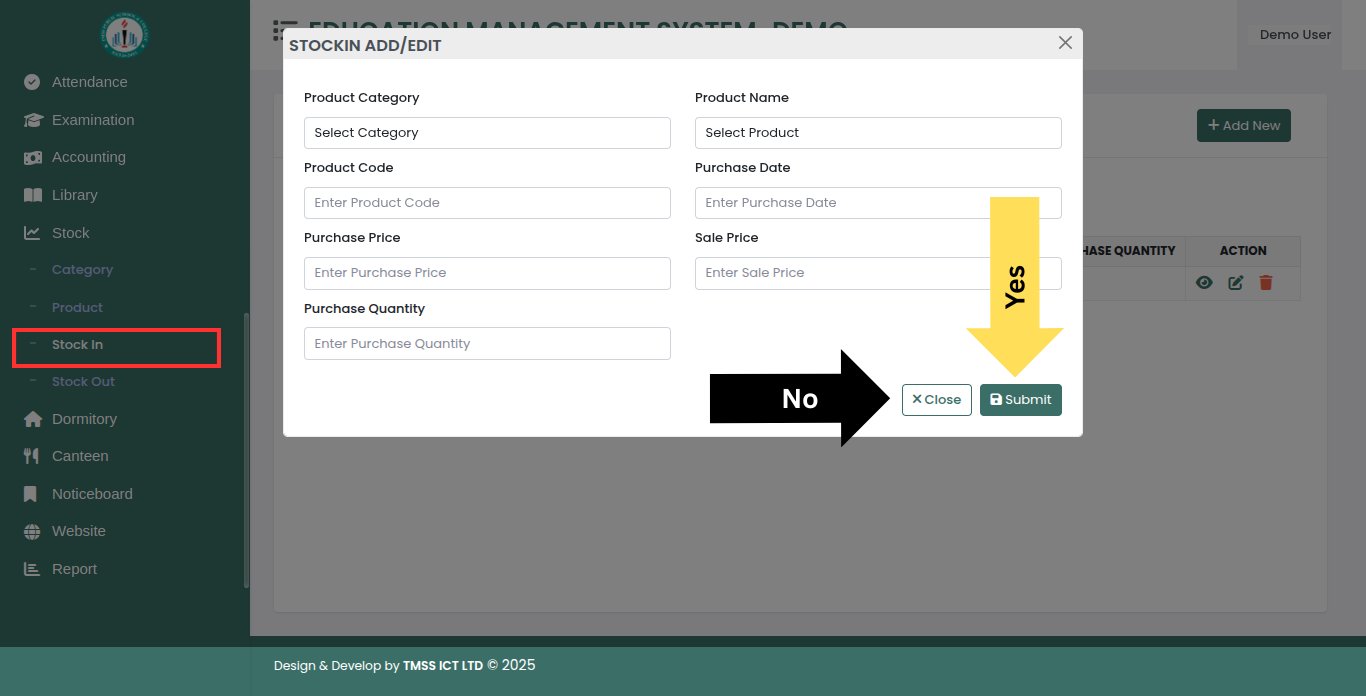 EDUCATION MANAGEMENT SYSTEM- DEMO
Demo User
STOCKIN ADD/EDIT
Attendance
Examination
Accounting
Library
Stock
Category
Product
Stock In
Stock Out
Dormitory
Canteen
Noticeboard
Website
Report
Add New
Product Category
Select Category
Product Name
Select Product
Product Code
Enter Product Code
Purchase Date
Enter Purchase Date
Purchase Price
Enter Purchase Price
Sale Price
Enter Sale Price
Purchase Quantity
Enter Purchase Quantity
HASE QUANTITY
ACTION
Yes
No
Close
Submit
Design & Develop by TMSS ICT LTD © 2025